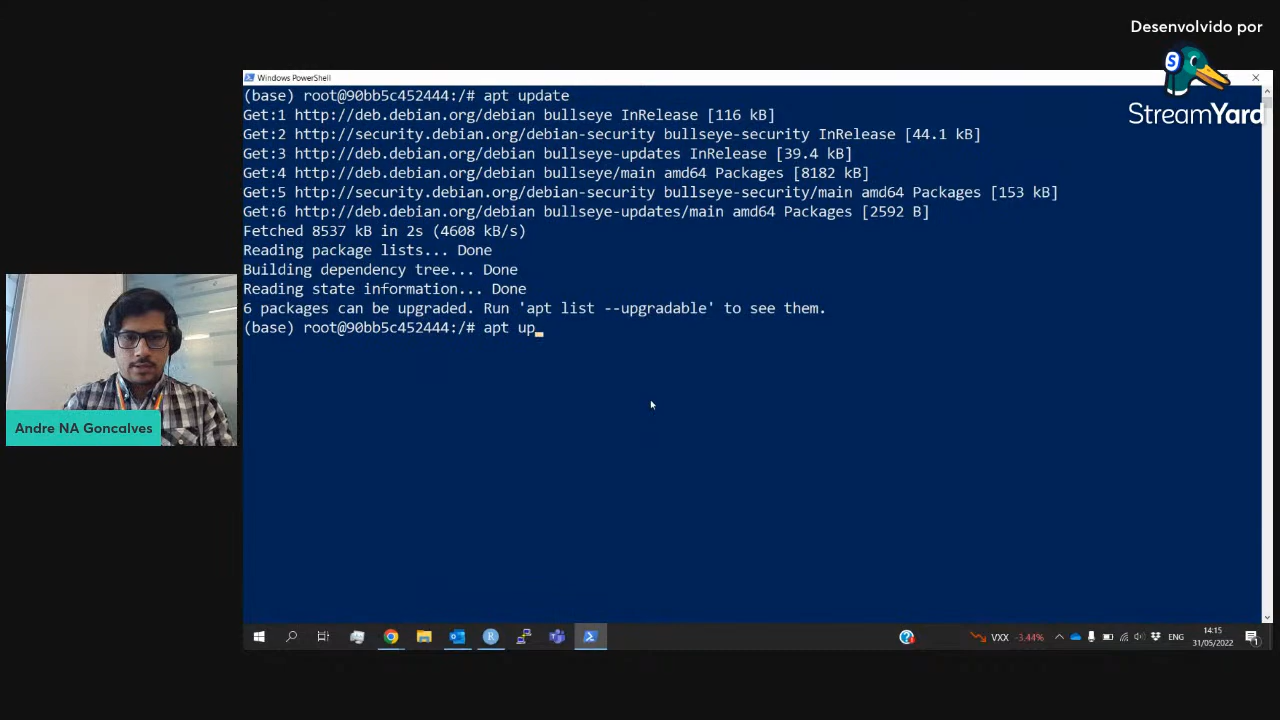 Desenvolvido por
StreamYard
Windows PowerShell
(base) root@90bb5c452444:/# apt update
Get:1 http://deb.debian.org/debian bullseye InRelease [116 kB]
Get:2 http://security.debian.org/debian-security bullseye-security InRelease [44.1 kB]
Get:3 http://deb.debian.org/debian bullseye-updates InRelease [39.4 kB]
Get:4 http://deb.debian.org/debian bullseye/main amd64 Packages [8182 kB]
Get:5 http://security.debian.org/debian-security bullseye-security/main amd64 Packages [153 kB]
Get:6 http://deb.debian.org/debian bullseye-updates/main amd64 Packages [2592 B]
Fetched 8537 kB in 2s (4608 kB/s)
Reading package lists... Done
Building dependency tree... Done
Reading state information... Done
6 packages can be upgraded. Run 'apt list --upgradable' to see them.
(base) root@90bb5c452444:/# apt up_
Andre NA Goncalves
VXX -3.44%
ENG
14:15
31/05/2022